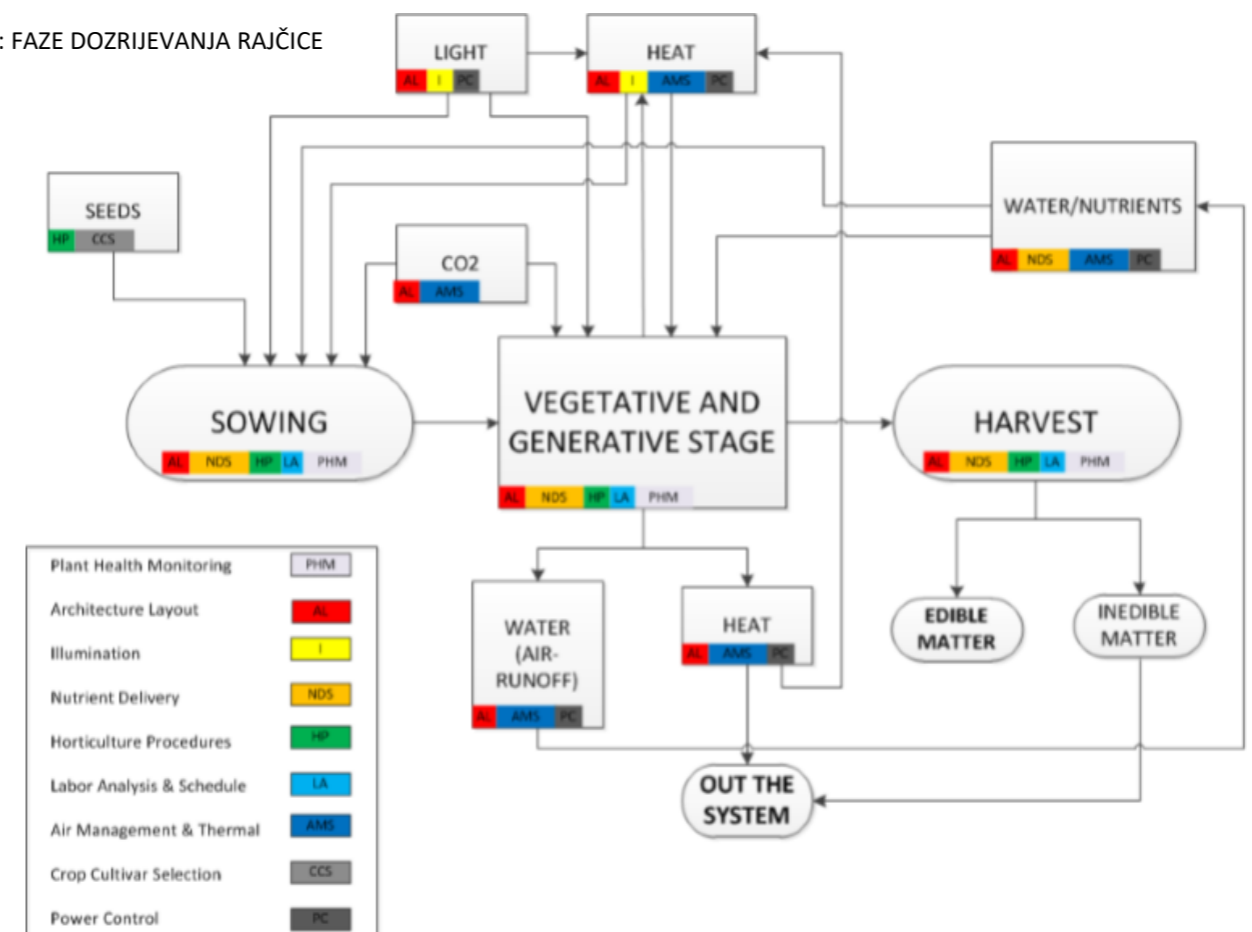 : FAZE DOZRIJEVANJA RAJČICE
LIGHT
AL I PC
HEAT
AL I AMS PC
SEEDS
HP CCS
CO2
AL AMS
WATER/NUTRIENTS
AL NDS AMS PC
SOWING
AL NDS HP LA PHM
VEGETATIVE AND
GENERATIVE STAGE
AL NDS HP LA PHM
HARVEST
AL NDS HP LA PHM
WATER
(AIR-
RUNOFF)
AL AMS PC
HEAT
AL AMS PC
EDIBLE
MATTER
INEDIBLE
MATTER
OUT THE
SYSTEM
Plant Health Monitoring PHM
Architecture Layout AL
Illumination I
Nutrient Delivery NDS
Horticulture Procedures HP
Labor Analysis & Schedule LA
Air Management & Thermal AMS
Crop Cultivar Selection CCS
Power Control PC